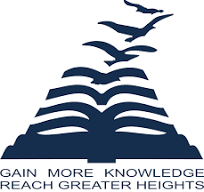 GAIN MORE KNOWLEDGE
REACH GREATER HEIGHTS